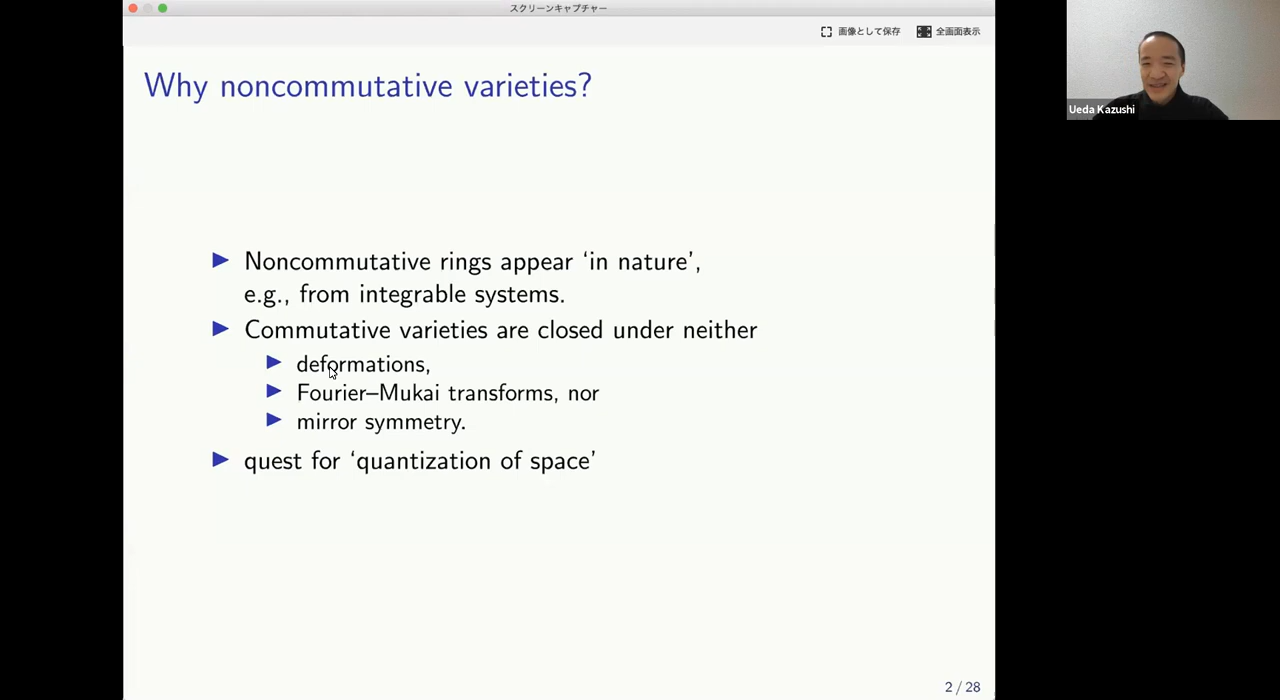 スクリーンキャプチャー
画像として保存
全画面表示
Ueda Kazushi
Why noncommutative varieties?
Noncommutative rings appear ‘in nature’,
e.g., from integrable systems.
Commutative varieties are closed under neither
deformations,
Fourier–Mukai transforms, nor
mirror symmetry.
quest for ‘quantization of space’
2 / 28